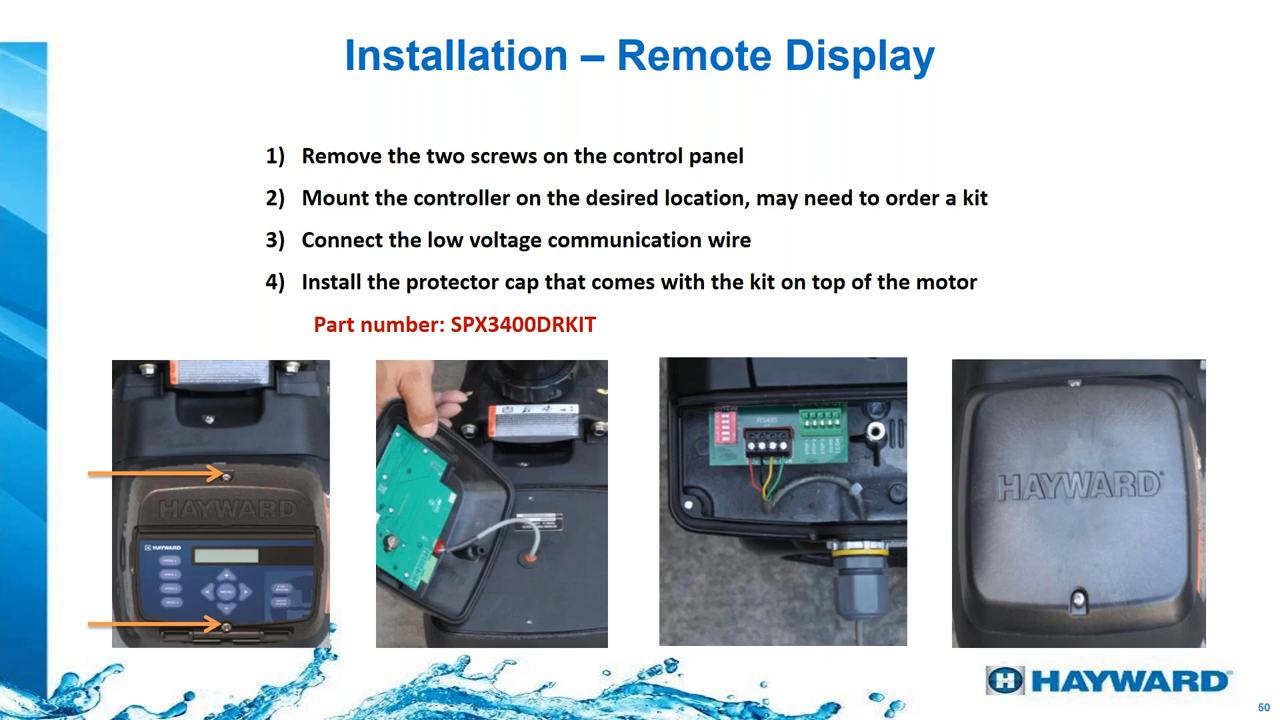 Installation – Remote Display
1) Remove the two screws on the control panel
2) Mount the controller on the desired location, may need to order a kit
3) Connect the low voltage communication wire
4) Install the protector cap that comes with the kit on top of the motor
Part number: SPX3400DRKIT
HAYWARD
HAYWARD
RS485
HAYWARD®
HAYWARD®
50